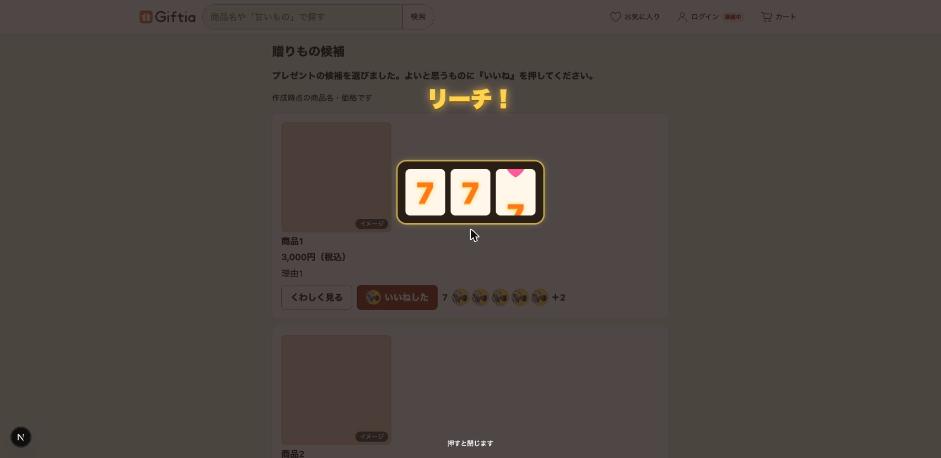 Giftia
商品名や「甘いもの」で探す
検索
お気に入り
ログイン
準備中
カート
贈りもの候補
プレゼントの候補を選びました。よいと思うものに「いいね」を押してください。
作成時点の商品名・価格です
リーチ！
7 7 7
イメージ
商品1
3,000円（税込）
理由1
くわしく見る
いいねした
7
+2
イメージ
商品2
N
押すと閉じます